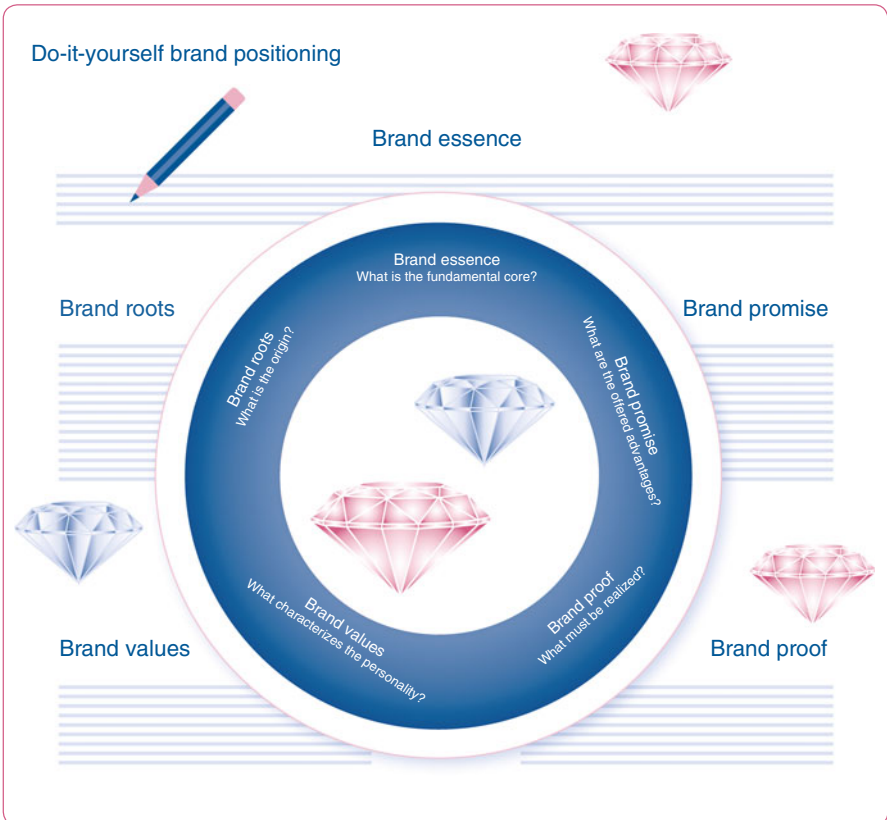 Do-it-yourself brand positioning
Brand essence
Brand essence
What is the fundamental core?
Brand roots
Brand promise
Brand roots
What is the origin?
Brand promise
What are the offered advantages?
Brand values
What characterizes the personality?
Brand proof
What must be realized?
Brand values
Brand proof